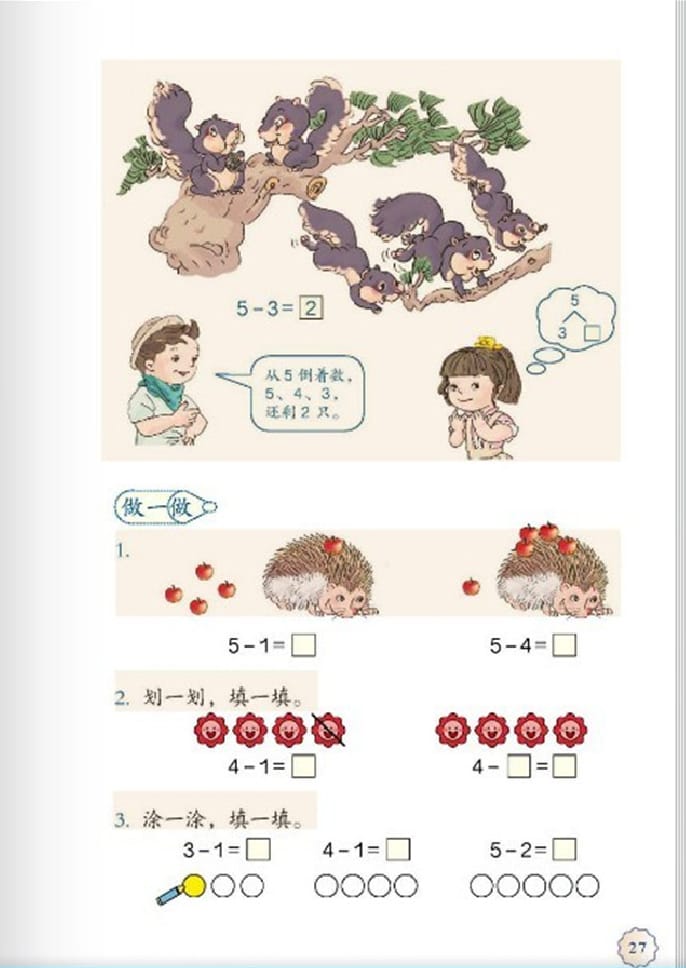 5-3=2
5
3
从5倒着数，
5、4、3，
还剩2只。
做一做
1.
5-1=
5-4=
2. 划一划，填一填。
4-1=
4- =
3. 涂一涂，填一填。
3-1=
4-1=
5-2=
27